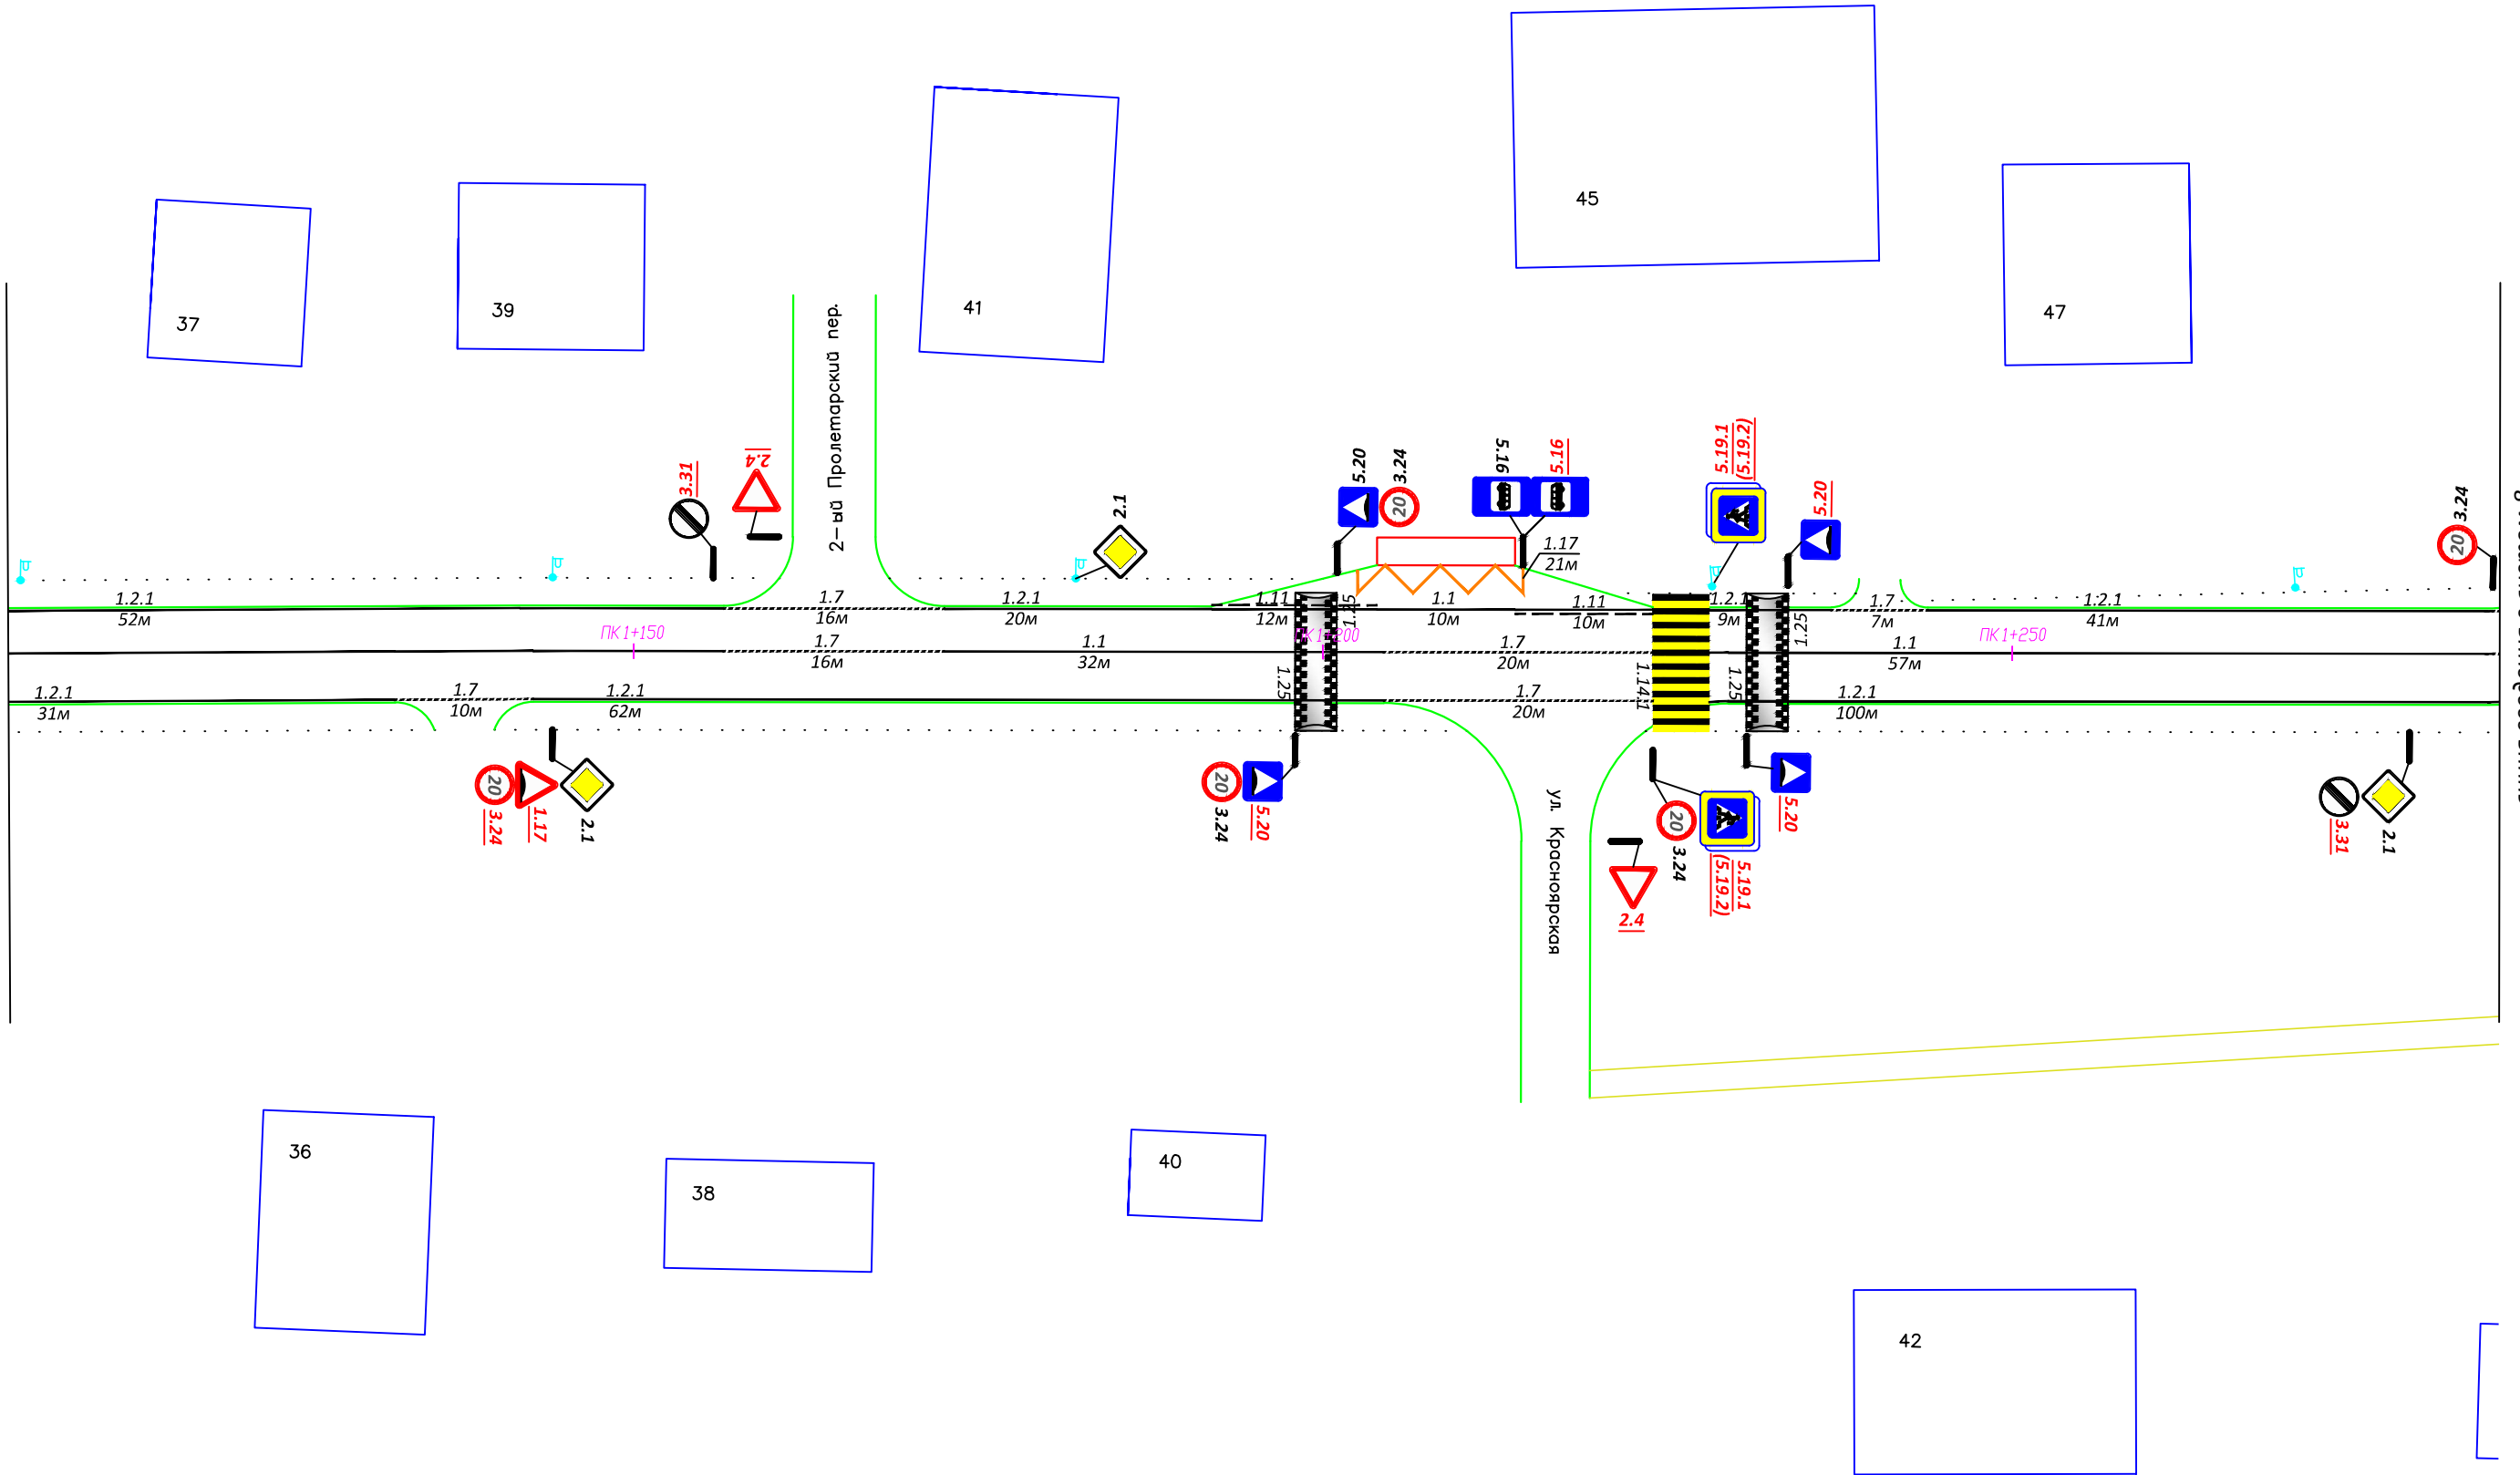 45
37
39
41
47
2-ый Пролетарский пер.
3.31
2.4
2.1
5.20
3.24
20
5.16
5.16
1.17
21м
5.19.1
(5.19.2)
5.20
3.24
20
1.2.1
52м
1.7
16м
1.2.1
20м
1.11
12м
1.25
1.1
10м
1.11
10м
1.2.1
9м
1.25
1.7
7м
1.2.1
41м
ПК1+150
ПК1+200
ПК1+250
1.7
16м
1.1
32м
1.7
20м
1.1
57м
1.2.1
31м
1.7
10м
1.2.1
62м
1.25
1.7
20м
1.14.1
1.25
1.2.1
100м
20
3.24
1.17
2.1
20
3.24
5.20
ул. Красноярская
2.4
20
3.24
5.19.1
(5.19.2)
5.20
3.31
2.1
36
38
40
42